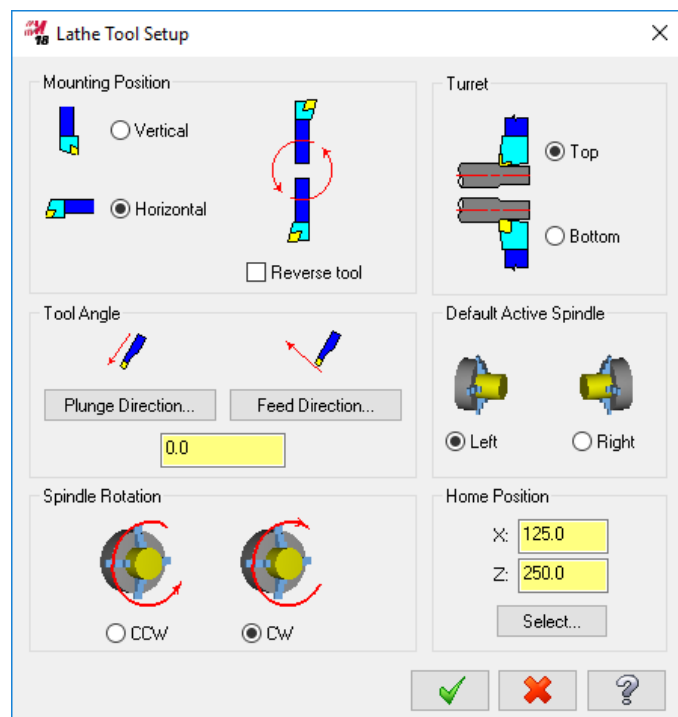 18 Lathe Tool Setup
Mounting Position
Vertical
Horizontal
Reverse tool
Turret
Top
Bottom
Tool Angle
Plunge Direction...
Feed Direction...
0.0
Default Active Spindle
Left
Right
Spindle Rotation
CCW
CW
Home Position
X: 125.0
Z: 250.0
Select...